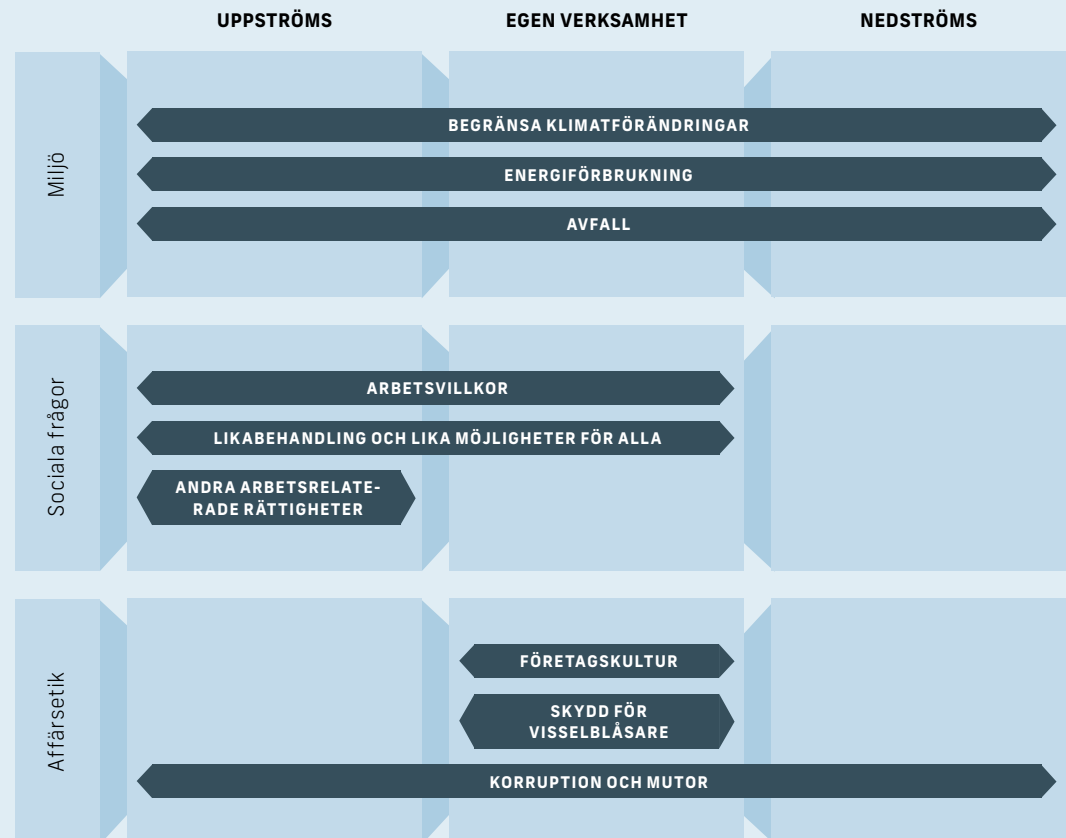 UPPSTRÖMS
EGEN VERKSAMHET
NEDSTRÖMS
Miljö
BEGRÄNSA KLIMATFÖRÄNDRINGAR
ENERGIFÖRBRUKNING
AVFALL
Sociala frågor
ARBETSVILLKOR
LIKABEHANDLING OCH LIKA MÖJLIGHETER FÖR ALLA
ANDRA ARBETSRELATE-
RADE RÄTTIGHETER
Affärsetik
FÖRETAGSKULTUR
SKYDD FÖR
VISSELBLÅSARE
KORRUPTION OCH MUTOR